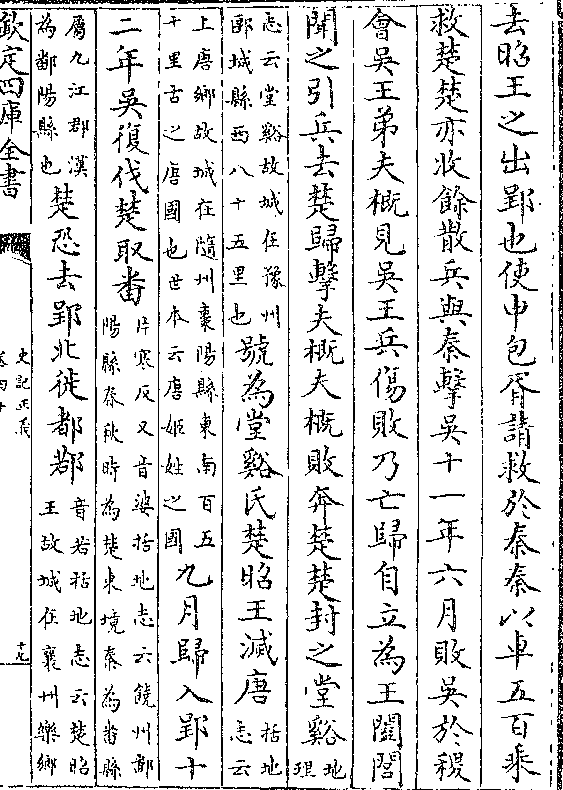 去昭王之出郢也使申包胥請救於秦秦以車五百乘
救楚楚亦收餘散兵與秦擊吳十一年六月敗吳於稷
會吳王弟夫概見吳王兵傷敗乃亡歸自立為王闔閭
聞之引兵去楚歸擊夫概夫概敗奔楚楚封之堂谿地理
志云堂谿故城在豫州郾城縣西八十五里也號為堂谿氏楚昭王滅唐括地志云
上唐鄉故城在隨州棗陽縣東南百五十里古之唐國也世本云唐姬姓之國九月歸入郢十
二年吳復伐楚取番片寒反又音婆括地志云饒州鄱陽縣春秋時為楚東境秦為番縣
屬九江郡漢為鄱陽縣也楚恐去郢北徙都鄀音若括地志云楚昭王故城在襄州樂鄉
欽定四庫全書
史記正義
卷四十
十九